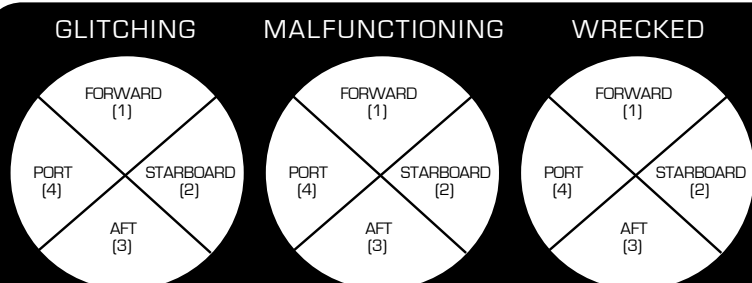 GLITCHING MALFUNCTIONING WRECKED
FORWARD
(1)
PORT
(4)
STARBOARD
(2)
AFT
(3)
FORWARD
(1)
PORT
(4)
STARBOARD
(2)
AFT
(3)
FORWARD
(1)
PORT
(4)
STARBOARD
(2)
AFT
(3)